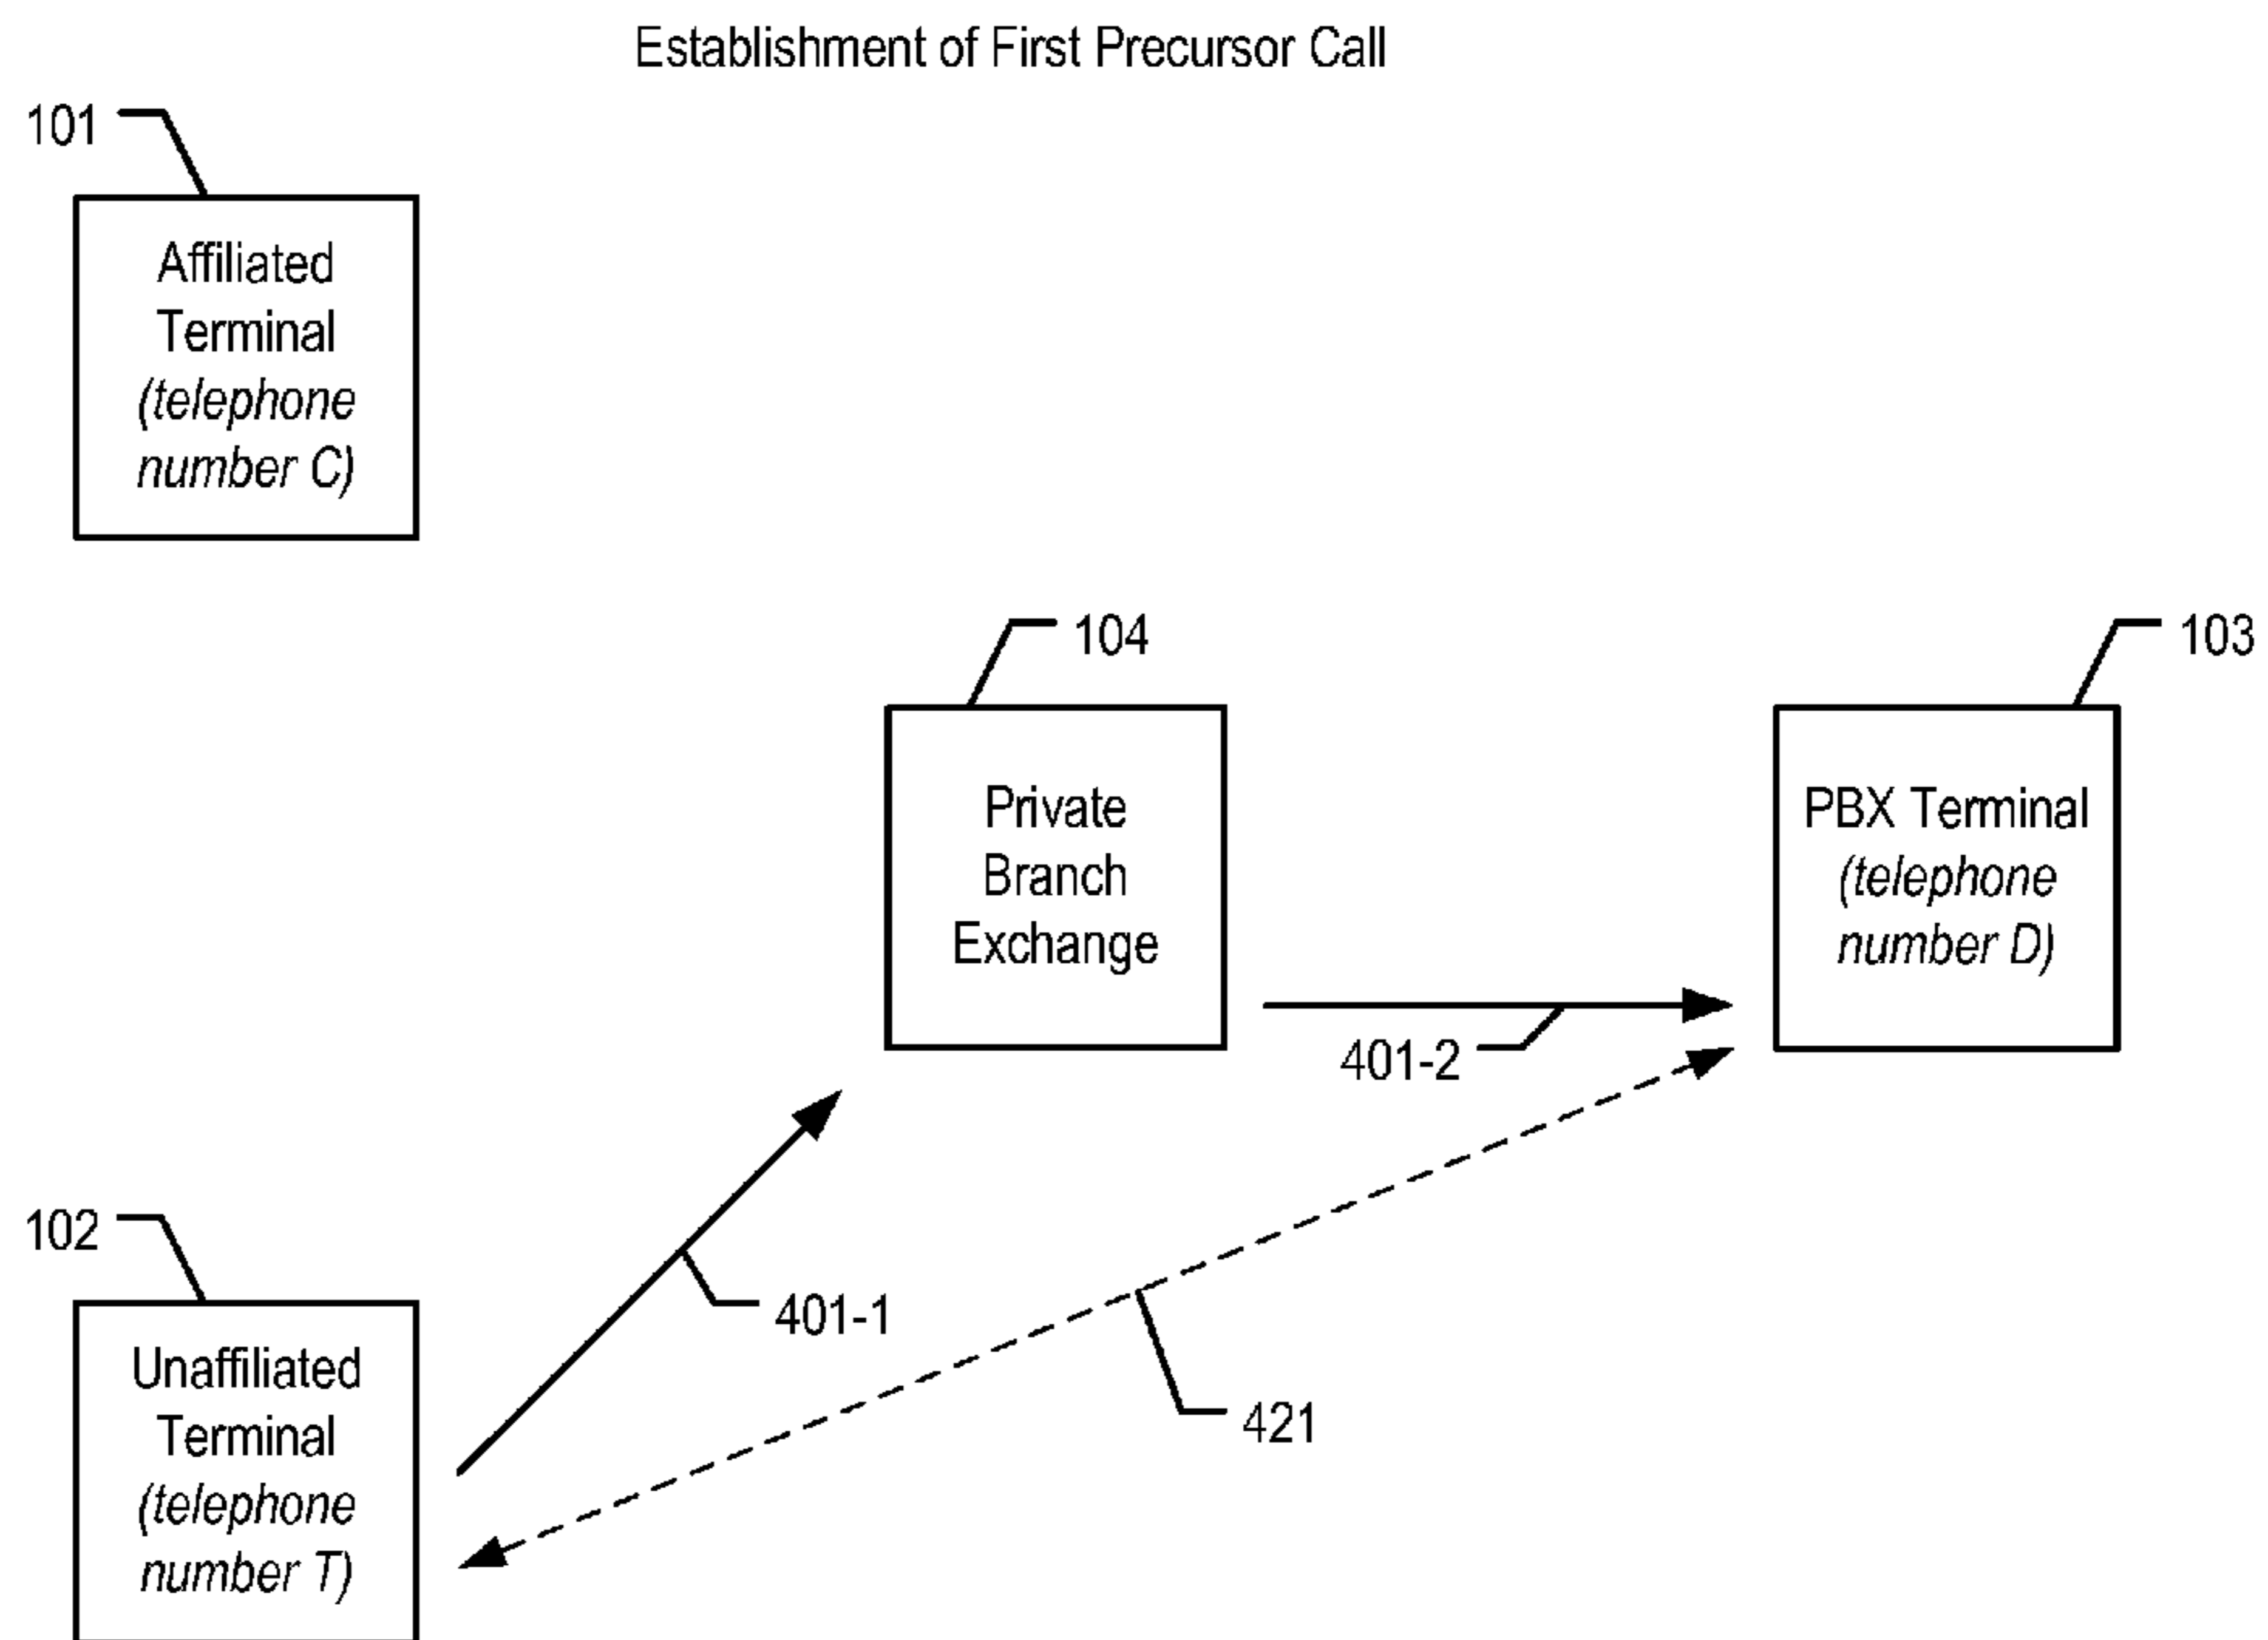 Establishment of First Precursor Call
101
Affiliated
Terminal
(telephone
number C)
104
103
Private
Branch
Exchange
PBX Terminal
(telephone
number D)
401-2
102
401-1
Unaffiliated
Terminal
(telephone
number T)
421